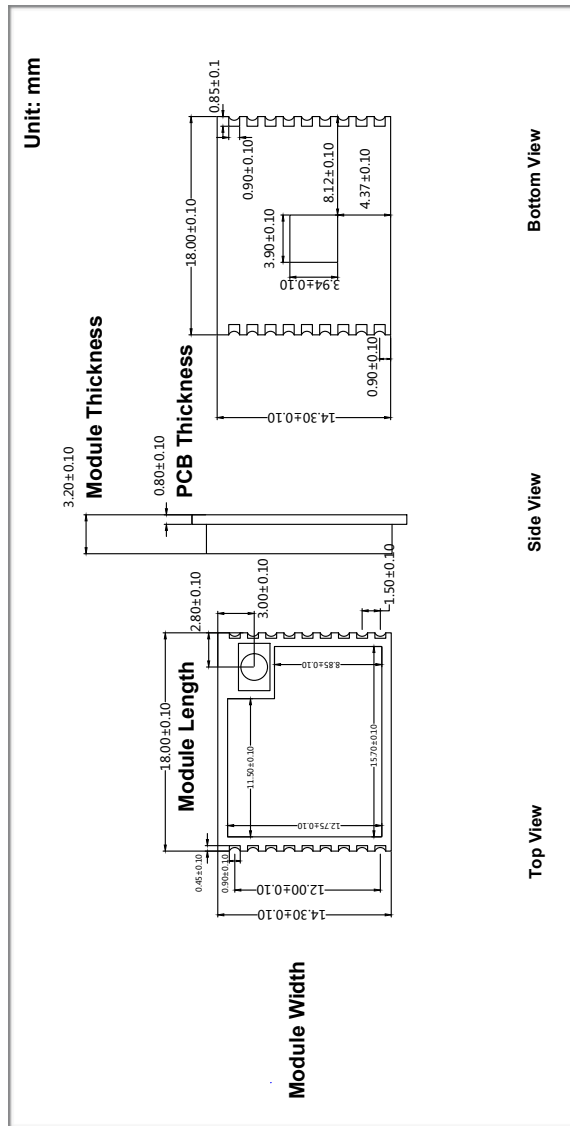 Unit: mm
Module Width
14.30±0.10
12.00±0.10
0.90±0.10
0.45±0.10
18.00±0.10
Module Length
12.75±0.10
11.50±0.10
15.70±0.10
8.85±0.10
2.80±0.10
3.00±0.10
1.50±0.10
Top View
3.20±0.10
Module Thickness
0.80±0.10
PCB Thickness
Side View
14.30±0.10
18.00±0.10
0.90±0.10
3.94±0.10
3.90±0.10
8.12±0.10
4.37±0.10
0.90±0.10
0.85±0.1
Bottom View